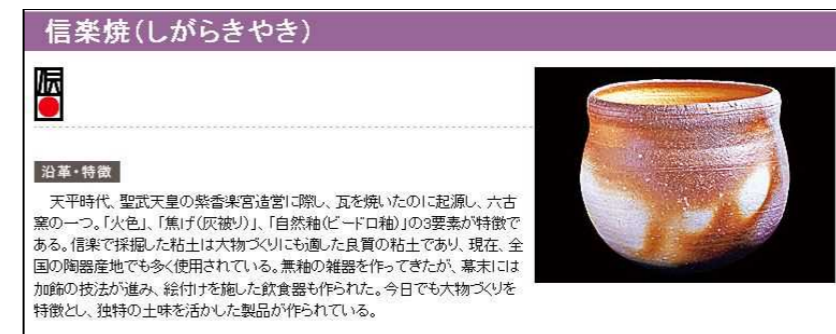 信楽焼(しがらきやき)
伝
沿革・特徴
天平時代、聖武天皇の紫香楽宮造営に際し、瓦を焼いたのに起源し、六古
窯の一つ。「火色」、「焦げ(灰被り)」、「自然釉(ビードロ釉)」の3要素が特徴で
ある。信楽で採掘した粘土は大物づくりにも適した良質の粘土であり、現在、全
国の陶器産地でも多く使用されている。無釉の雑器を作ってきたが、幕末には
加飾の技法が進み、絵付けを施した飲食器も作られた。今日でも大物づくりを
特徴とし、独特の土味を活かした製品が作られている。